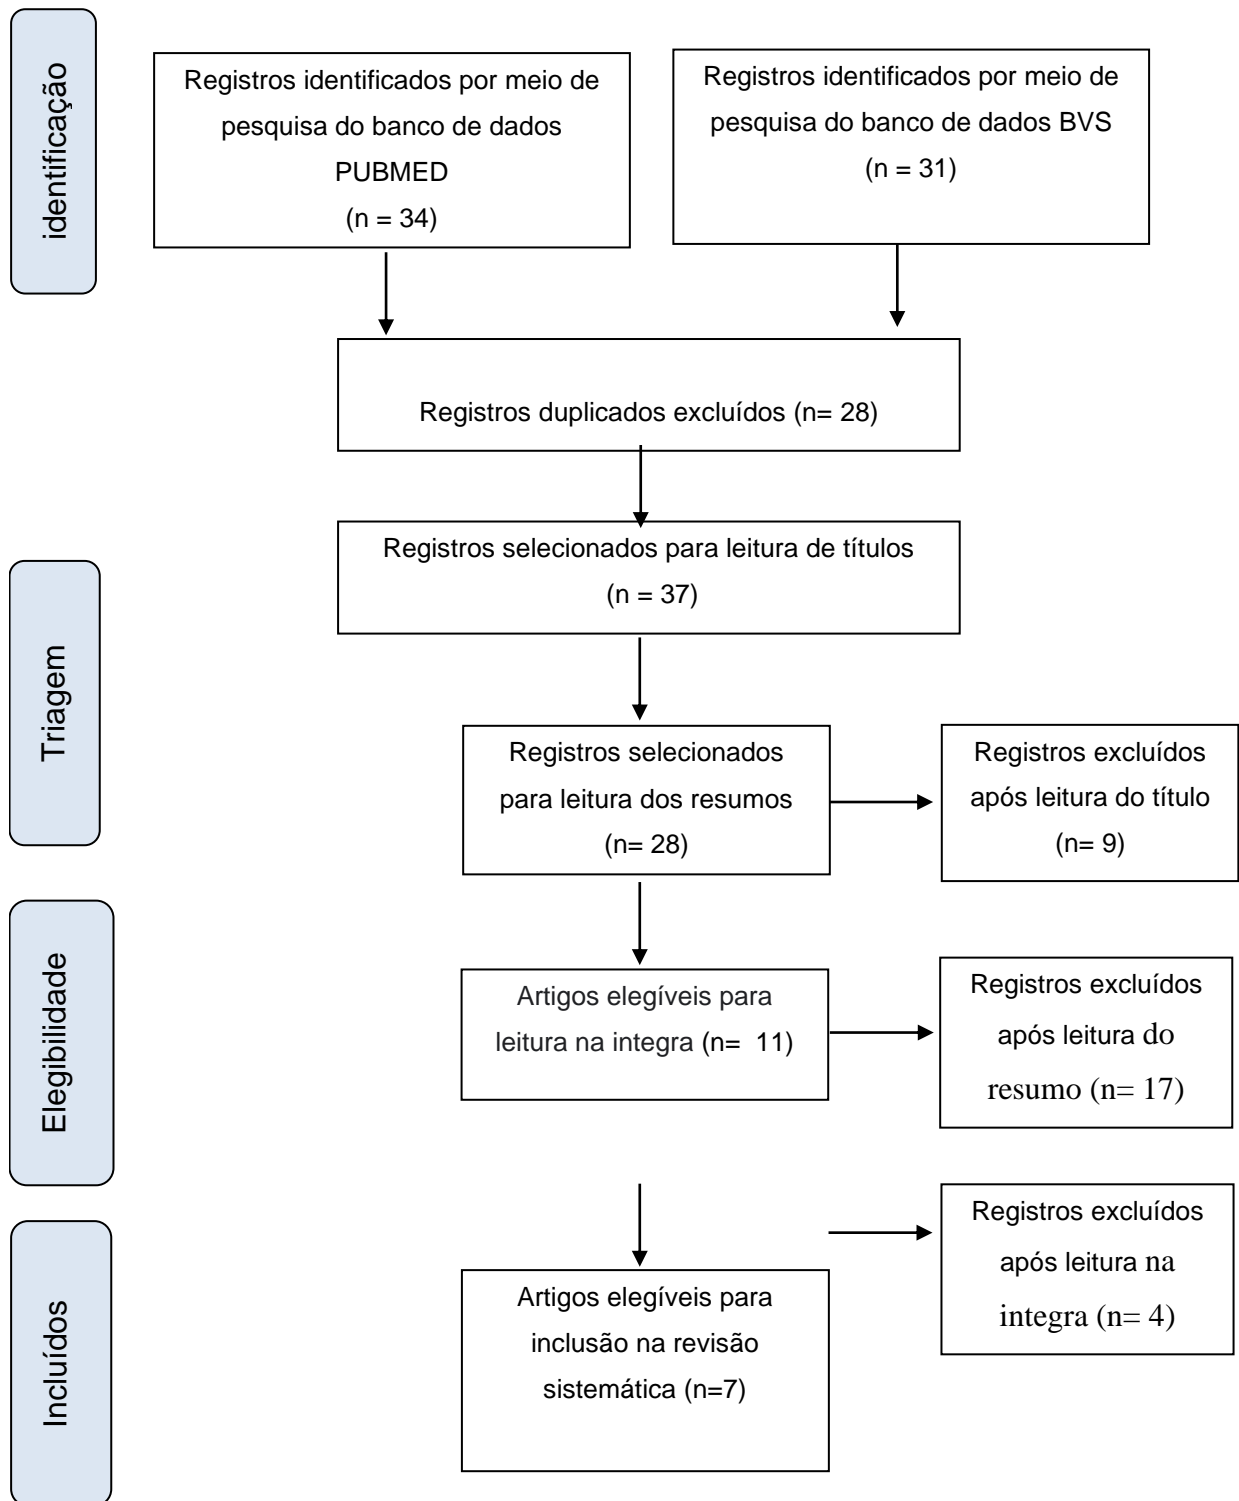 identificação
Registros identificados por meio de
pesquisa do banco de dados
PUBMED
(n = 34)
Registros identificados por meio de
pesquisa do banco de dados BVS
(n = 31)
Registros duplicados excluídos (n= 28)
Registros selecionados para leitura de títulos
(n = 37)
Triagem
Registros selecionados
para leitura dos resumos
(n= 28)
Registros excluídos
após leitura do título
(n= 9)
Elegibilidade
Artigos elegíveis para
leitura na integra (n= 11)
Registros excluídos
após leitura do
resumo (n= 17)
Registros excluídos
após leitura na
integra (n= 4)
Incluídos
Artigos elegíveis para
inclusão na revisão
sistemática (n=7)